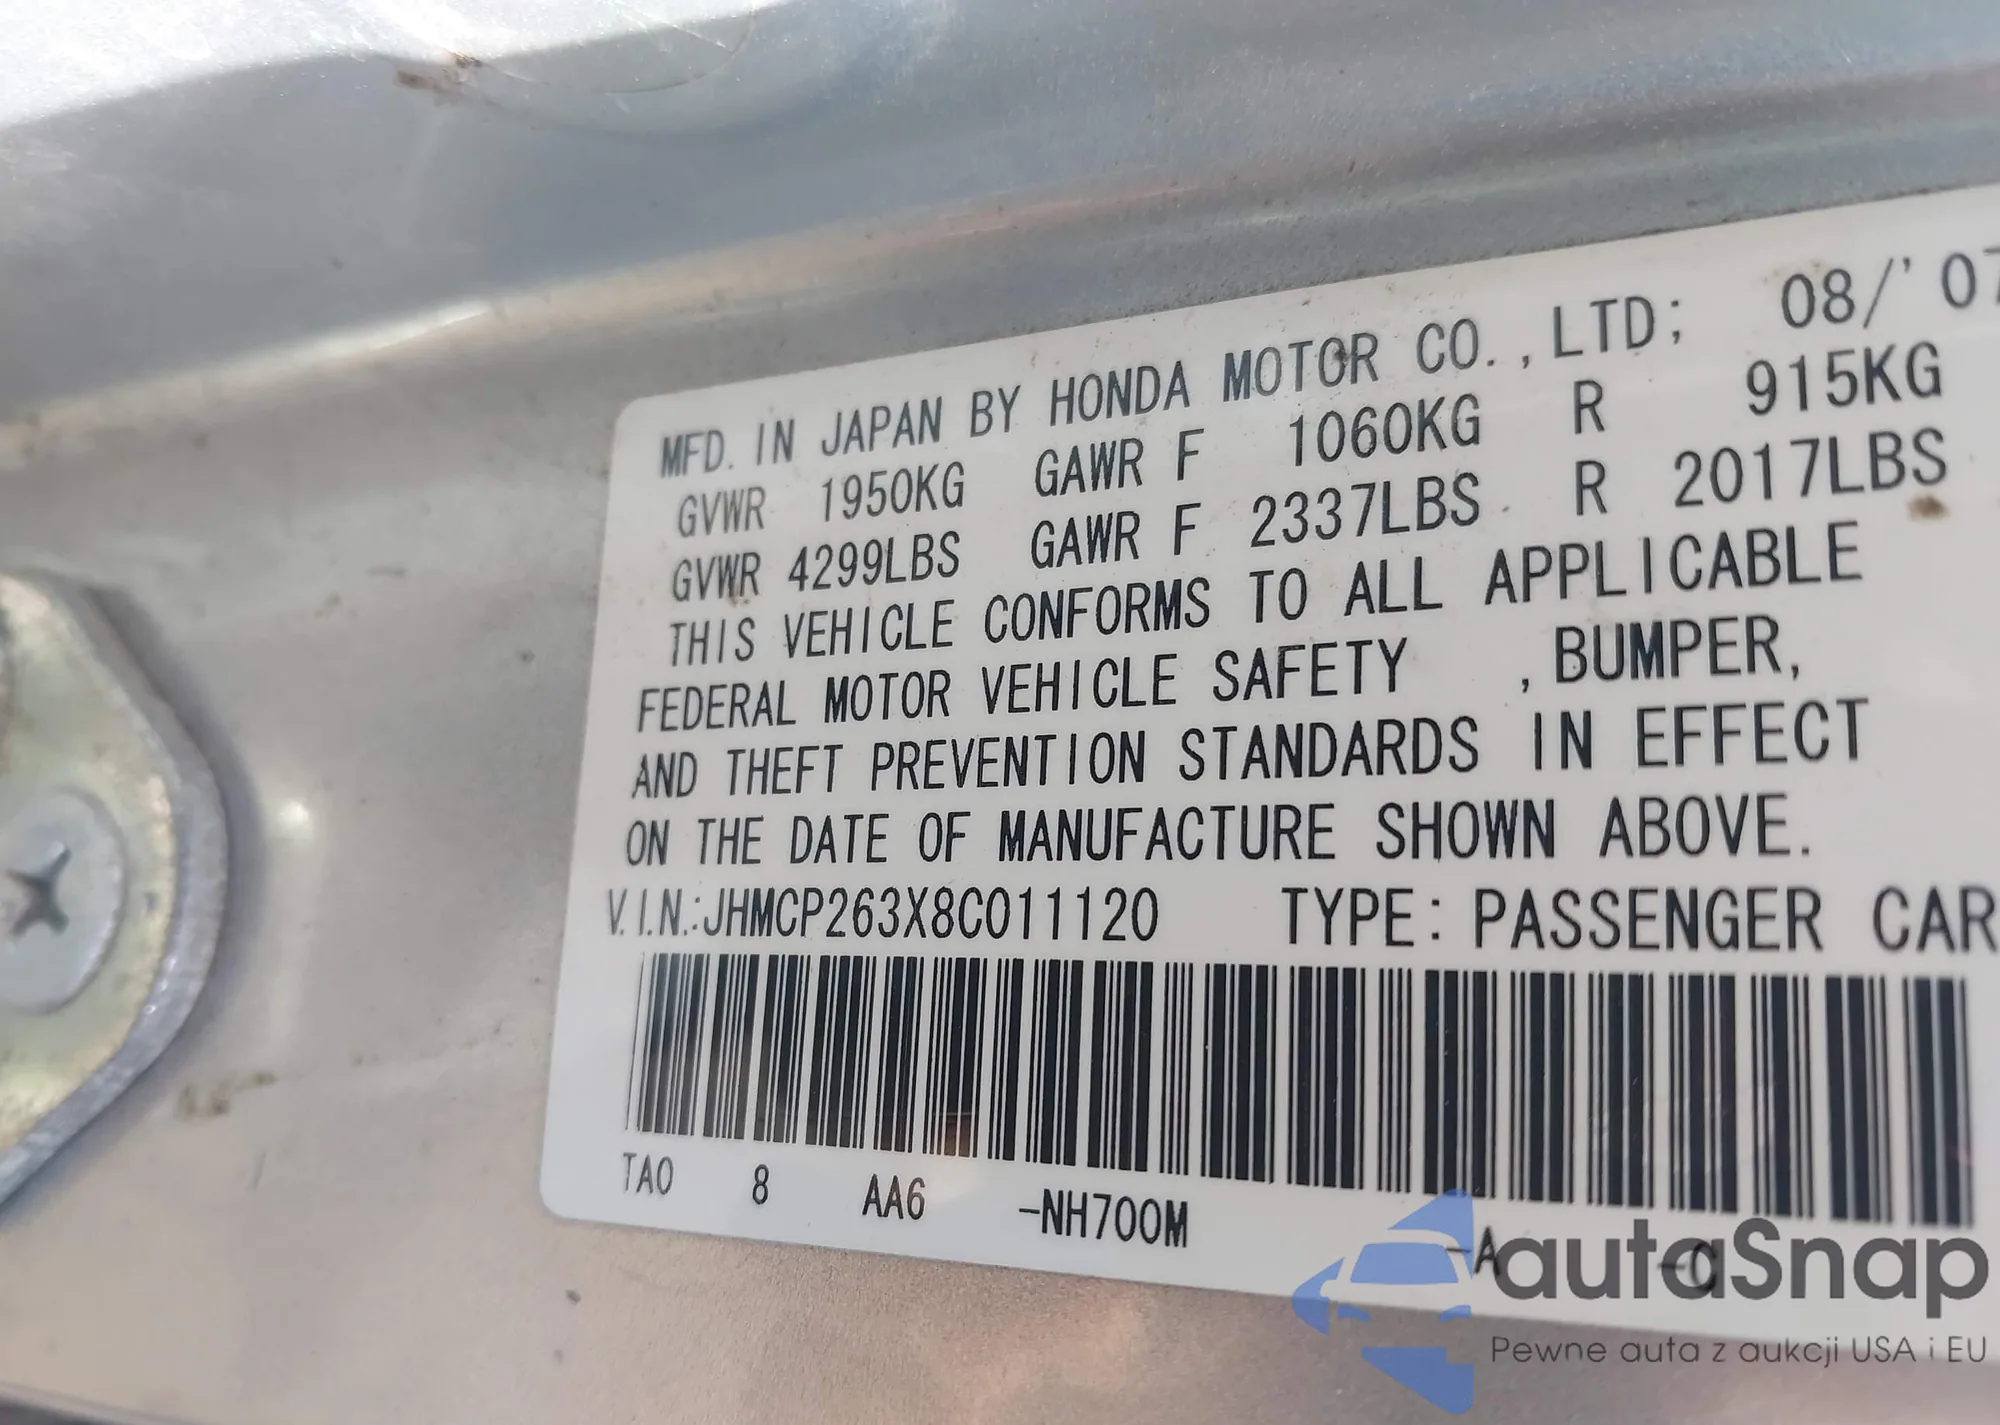 MFD. IN JAPAN BY HONDA MOTOR CO.,LTD; 08/'07
GVWR 1950KG GAWR F 1060KG R 915KG
GVWR 4299LBS GAWR F 2337LBS R 2017LBS
THIS VEHICLE CONFORMS TO ALL APPLICABLE
FEDERAL MOTOR VEHICLE SAFETY ,BUMPER,
AND THEFT PREVENTION STANDARDS IN EFFECT
ON THE DATE OF MANUFACTURE SHOWN ABOVE.
V.I.N.:JHMCP263X8C011120 TYPE: PASSENGER CAR
TA0 8 AA6 -NH700M -A -C
autaSnap
Pewne auta z aukcji USA i EU